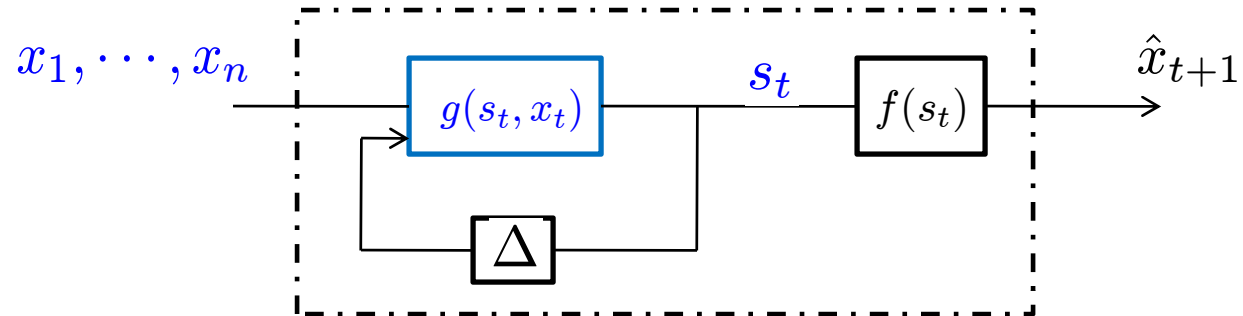 x_1, ⋯, x_n
g(s_t, x_t)
s_t
f(s_t)
x̂_{t+1}
Δ